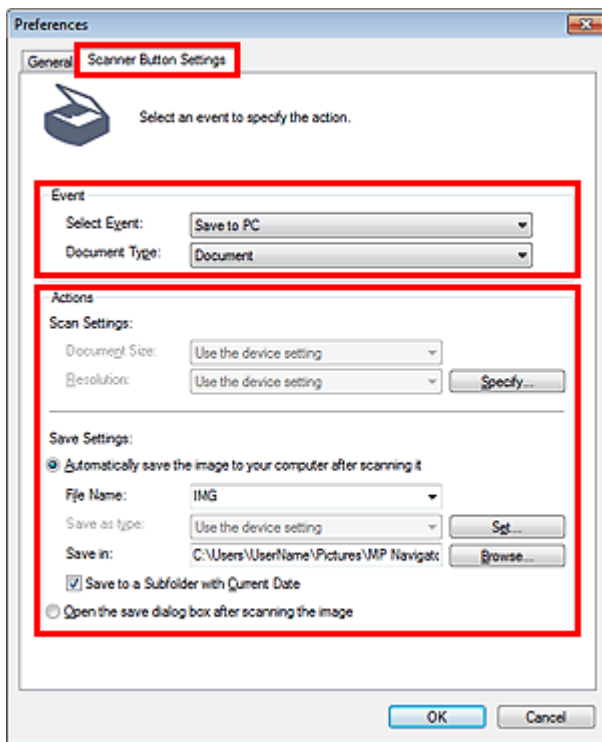 Preferences
General Scanner Button Settings
Select an event to specify the action.
Event
Select Event: Save to PC
Document Type: Document
Actions
Scan Settings:
Document Size: Use the device setting
Resolution: Use the device setting Specify...
Save Settings:
Automatically save the image to your computer after scanning it
File Name: IMG
Save as type: Use the device setting Set...
Save in: C:\Users\UserName\Pictures\MP Navigato Browse...
Save to a Subfolder with Current Date
Open the save dialog box after scanning the image
OK Cancel